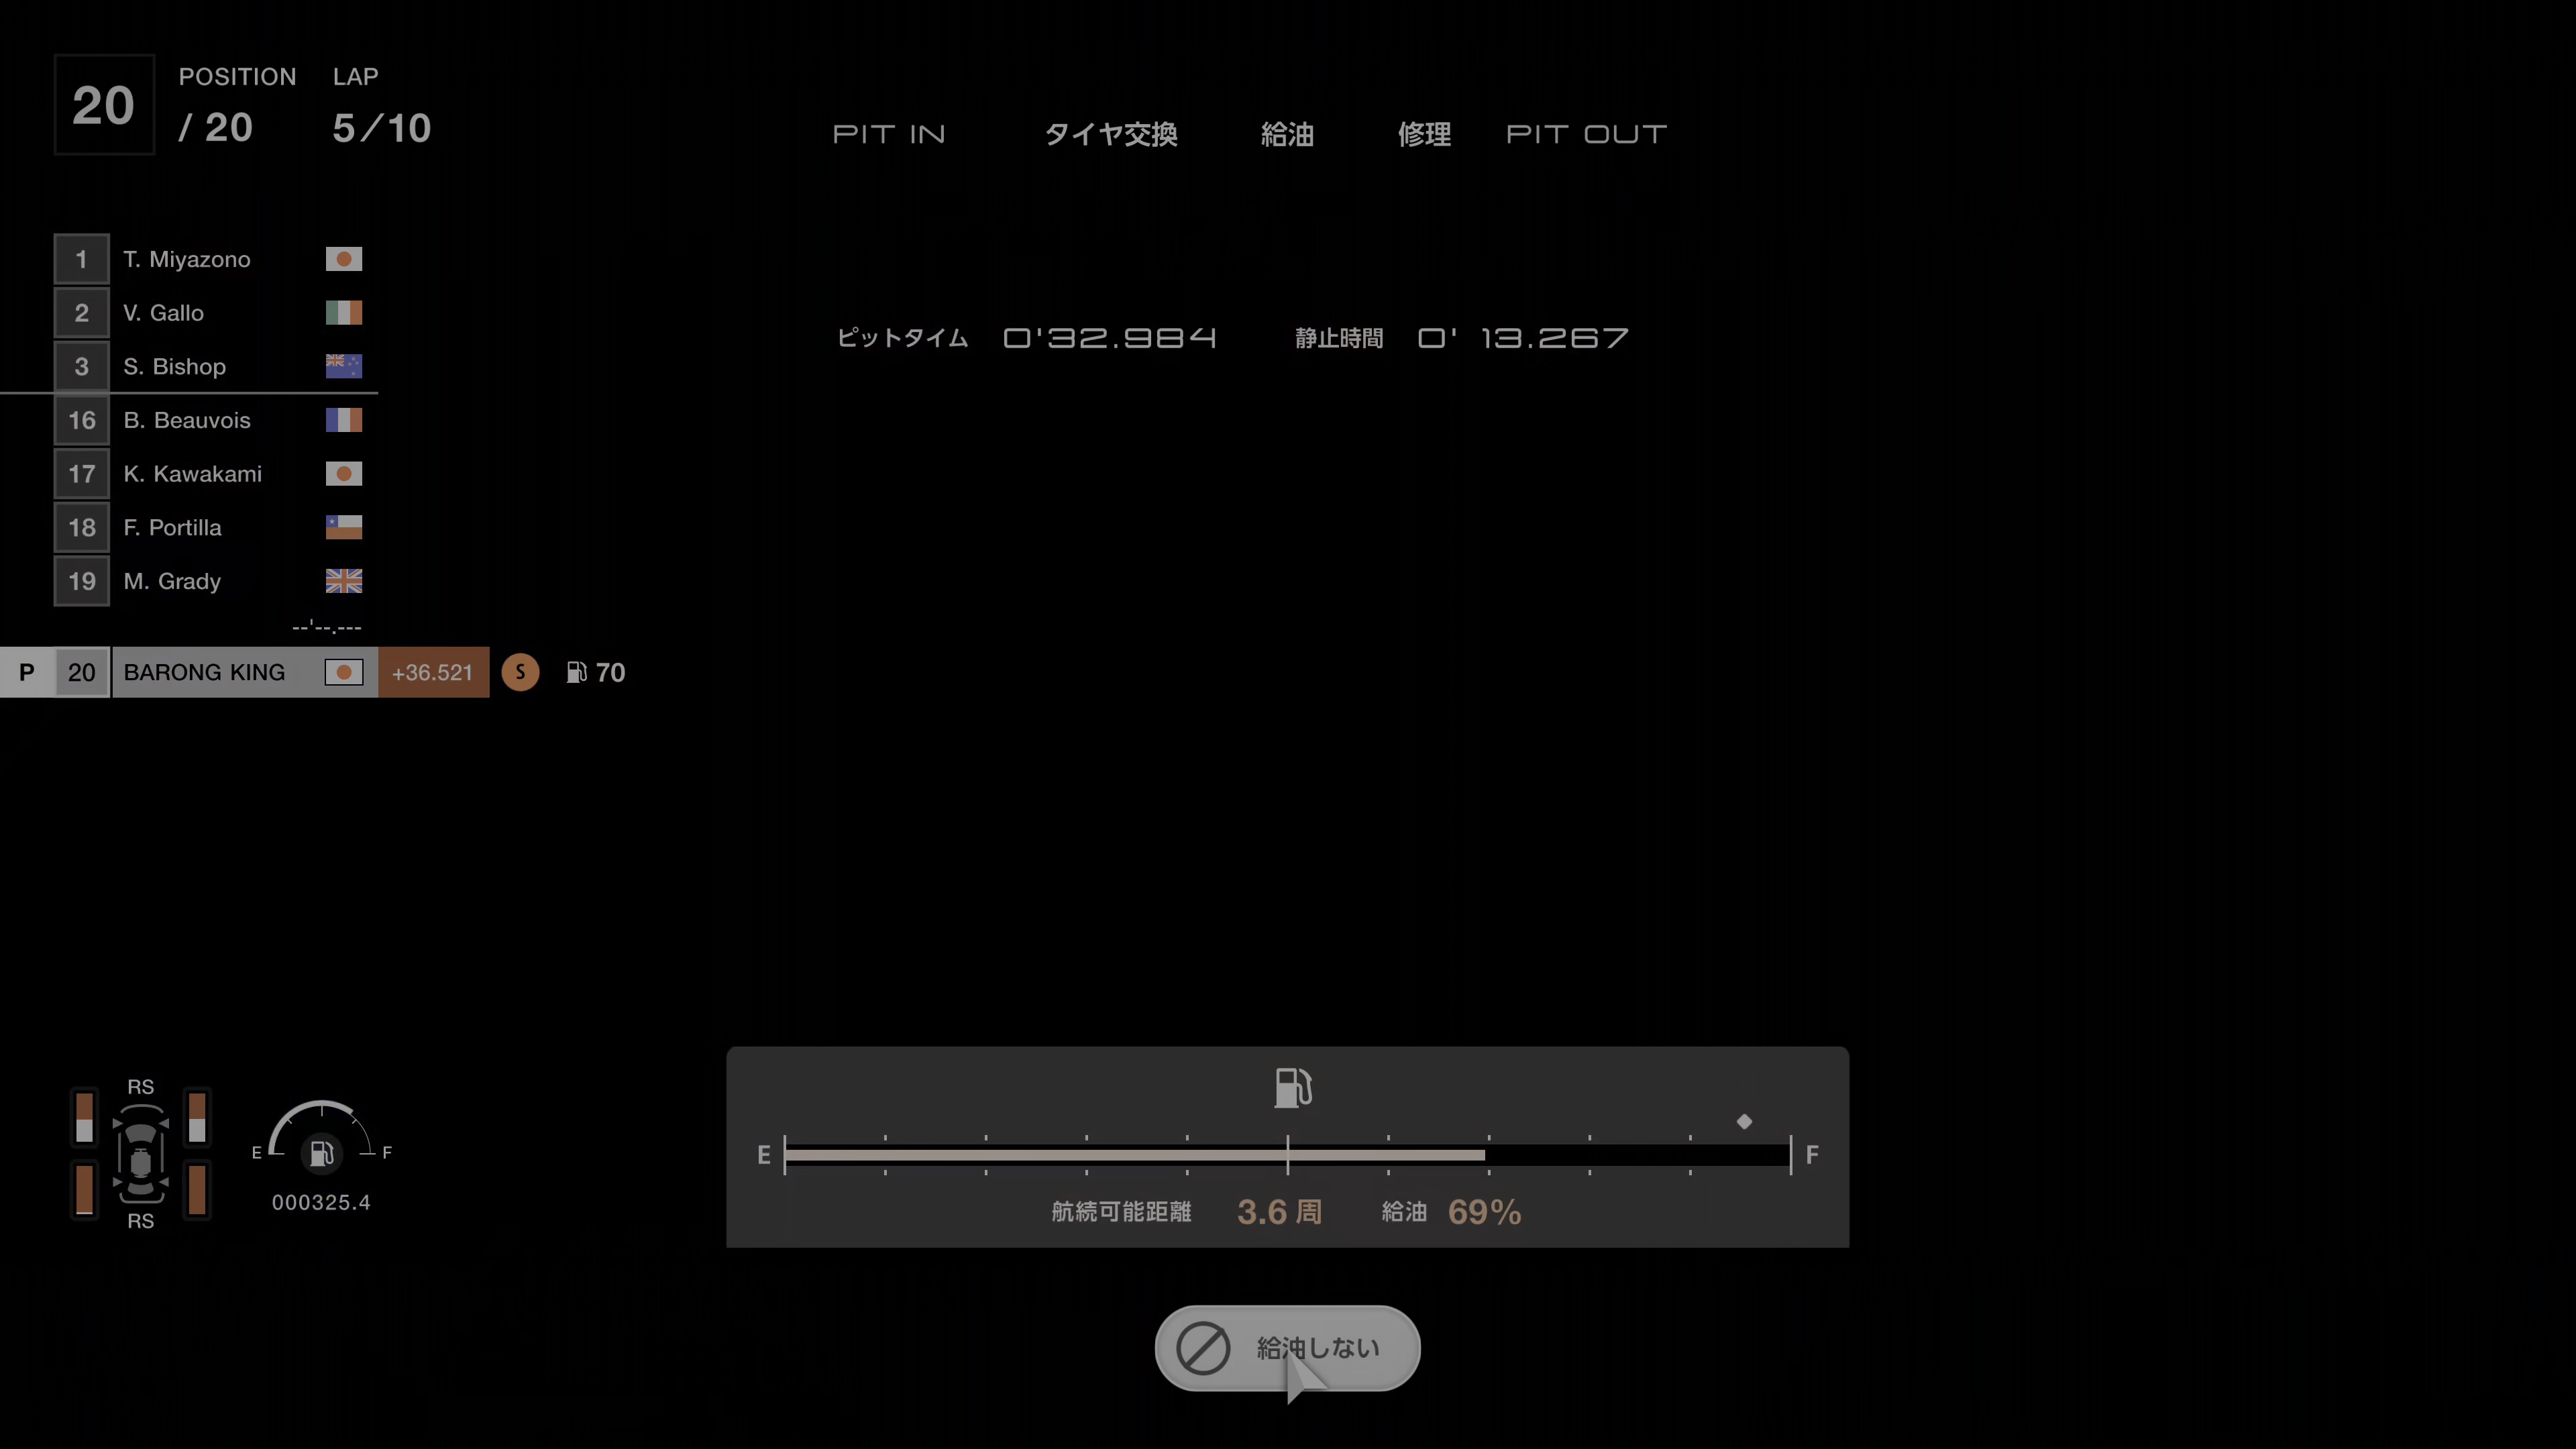 20 POSITION / 20 LAP 5/10
PIT IN タイヤ交換 給油 修理 PIT OUT
1 T. Miyazono
2 V. Gallo
3 S. Bishop
16 B. Beauvois
17 K. Kawakami
18 F. Portilla
19 M. Grady
--'--.---
P 20 BARONG KING +36.521 S 70
ピットタイム 0'32.984 静止時間 0'13.267
RS
RS
E F
000325.4
E F
航続可能距離 3.6 周 給油 69%
給油しない